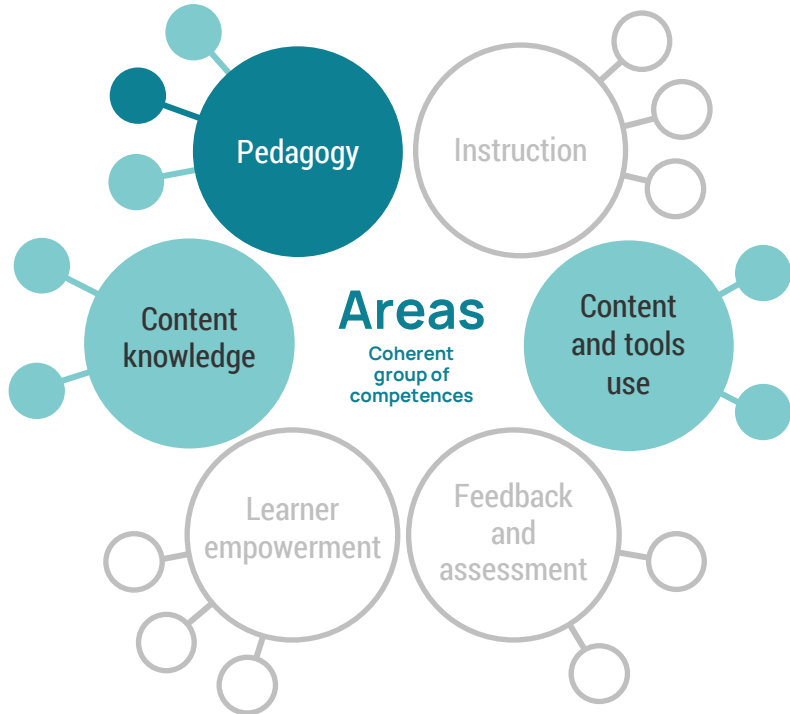 Pedagogy
Instruction
Content
knowledge
Areas
Coherent
group of
competences
Content
and tools
use
Learner
empowerment
Feedback
and
assessment